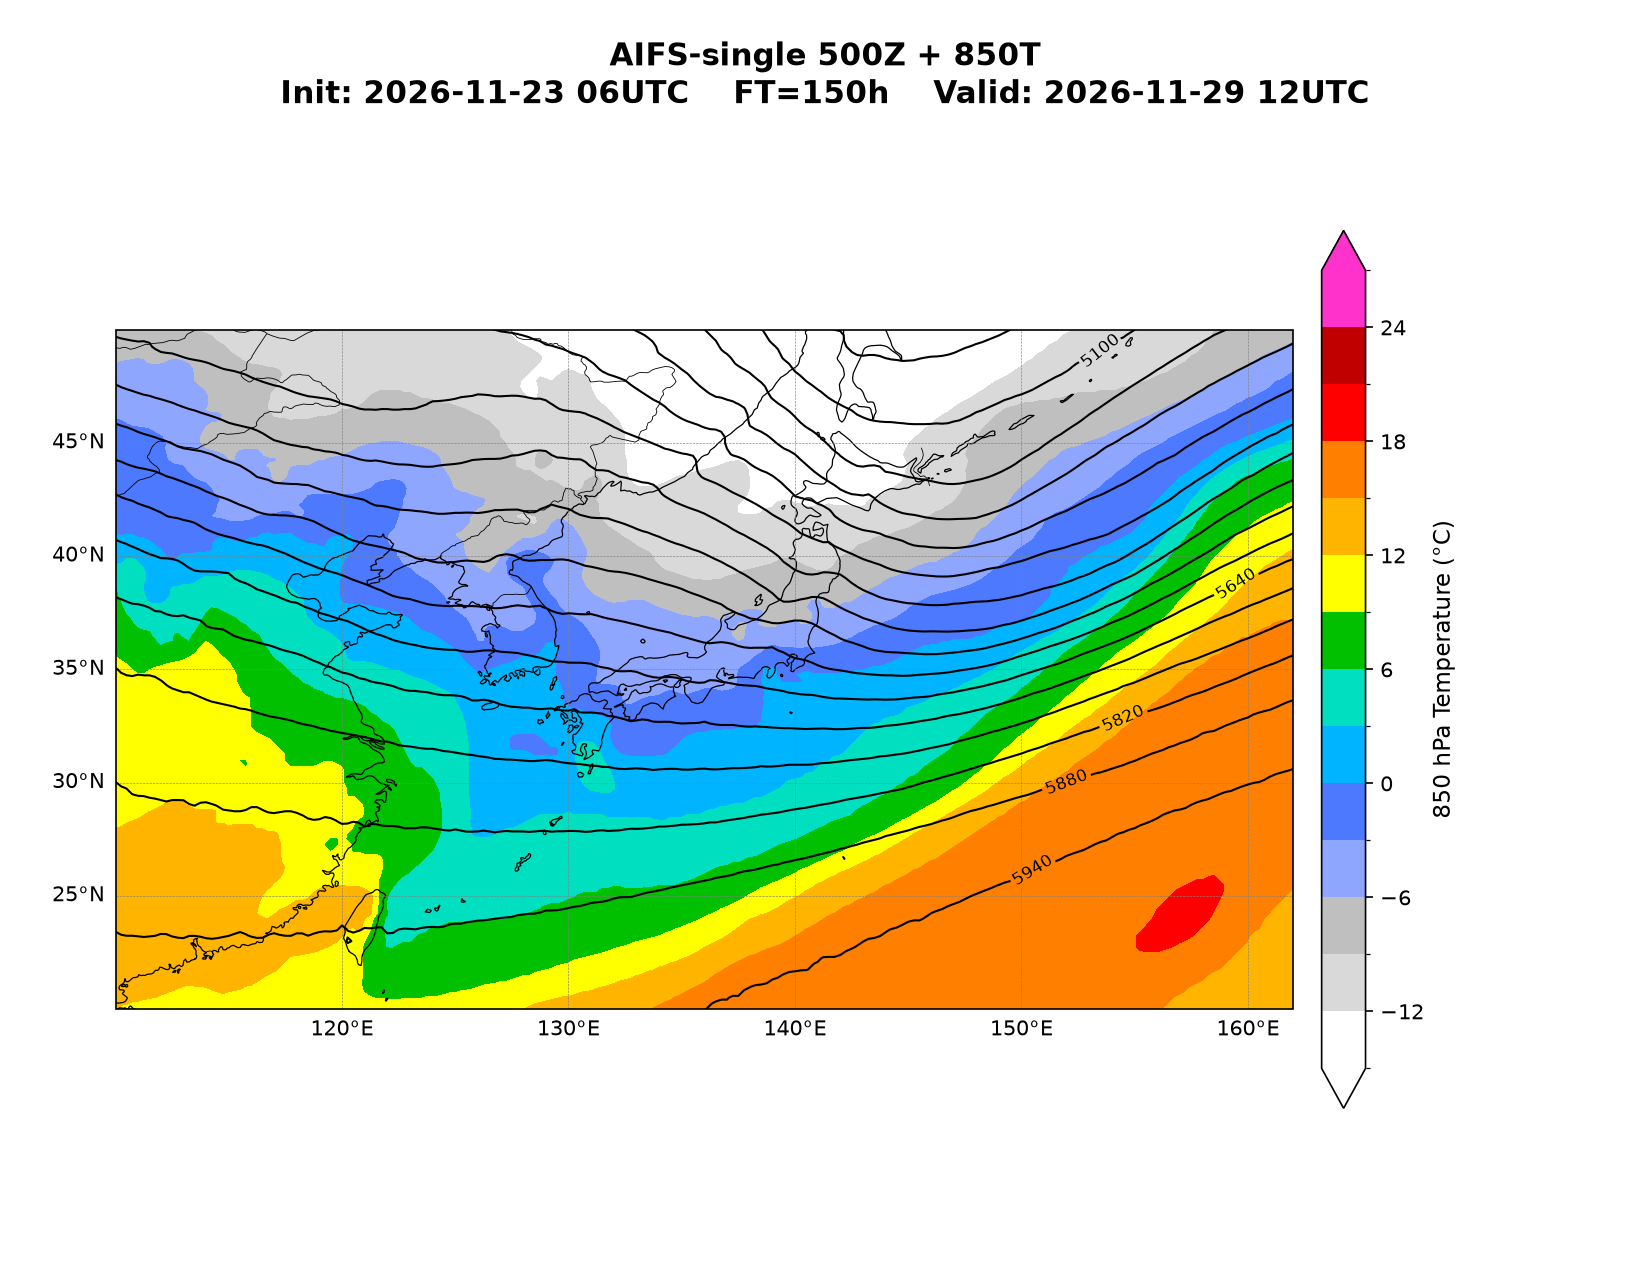 AIFS-single 500Z + 850T
Init: 2026-11-23 06UTC    FT=150h    Valid: 2026-11-29 12UTC
45°N
40°N
35°N
30°N
25°N
120°E
130°E
140°E
150°E
160°E
5100
5640
5820
5880
5940
24
18
12
6
0
−6
−12
850 hPa Temperature (°C)